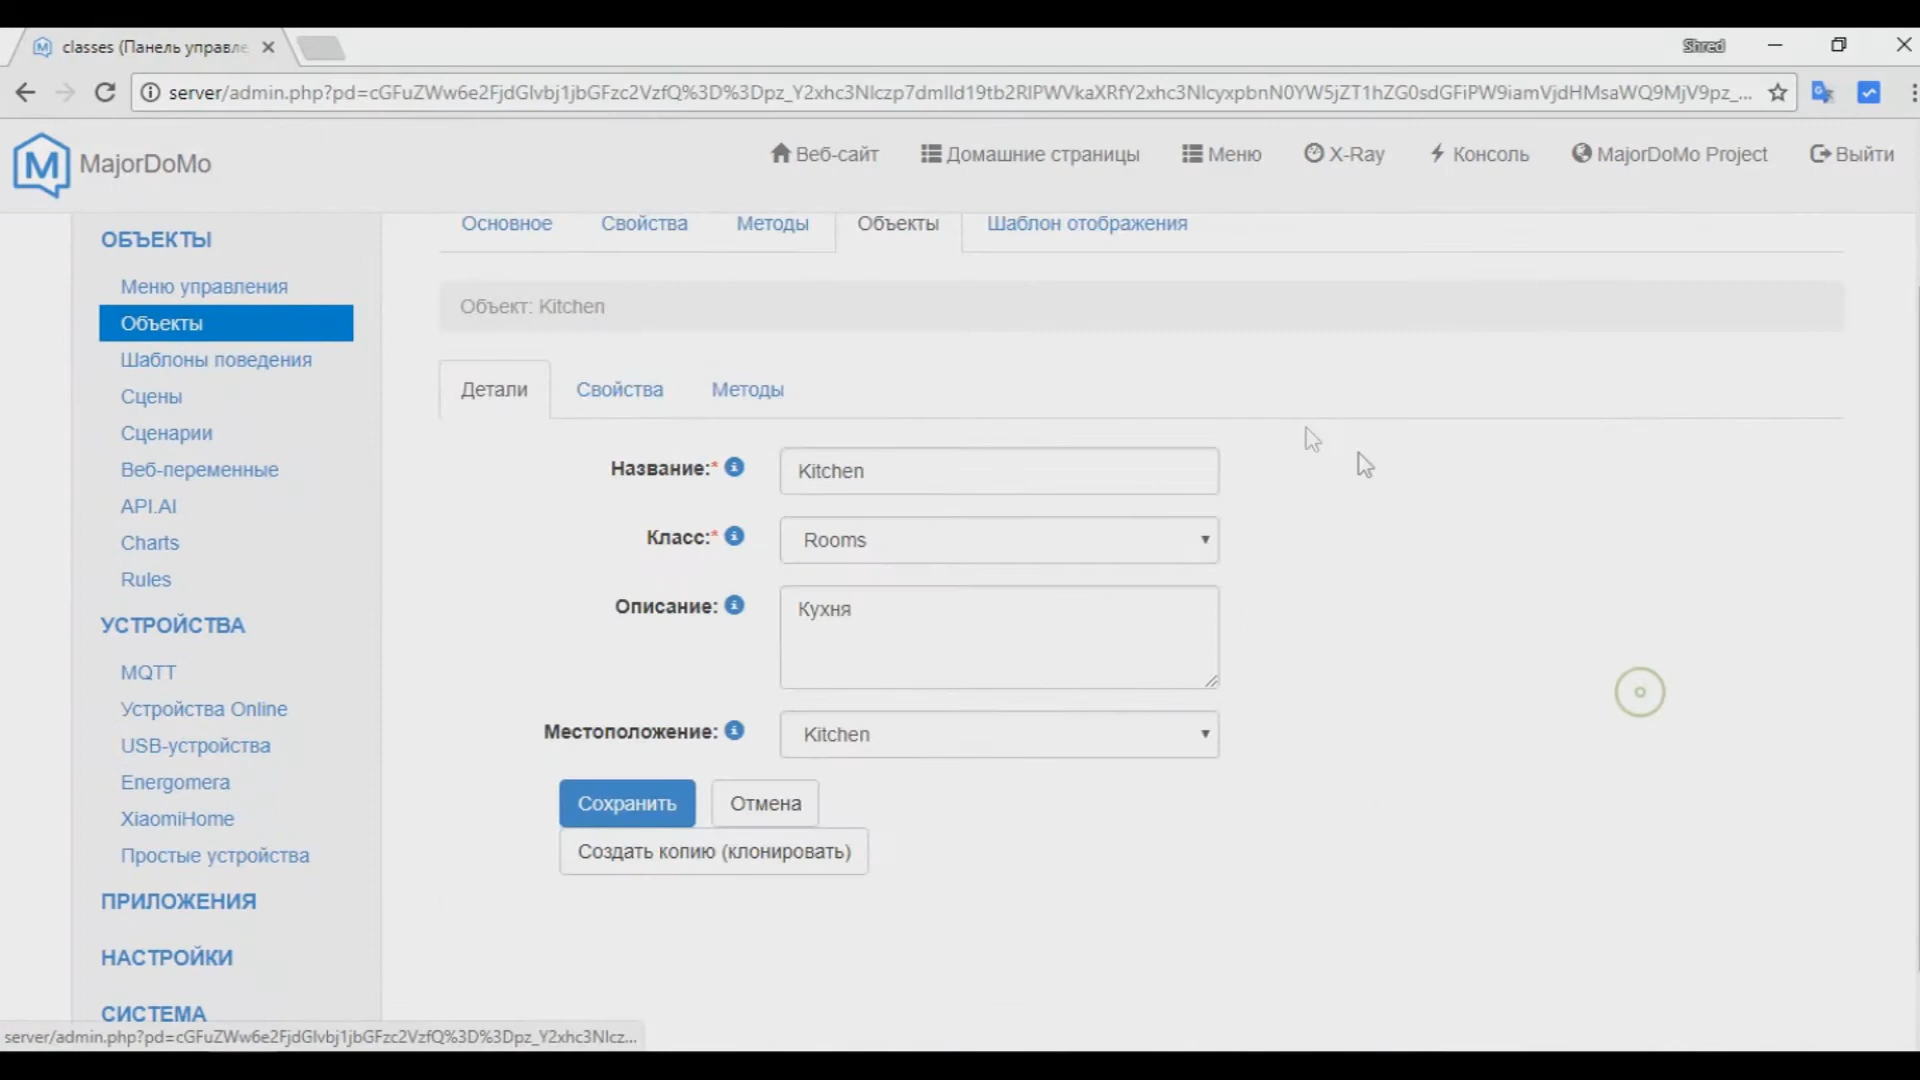 classes (Панель управле
Shred
server/admin.php?pd=cGFuZWw6e2FjdGlvbj1jbGFzc2VzfQ%3D%3Dpz_Y2xhc3Nlczp7dmlld19tb2RlPWVkaXRfY2xhc3NlcyxpbnN0YW5jZT1hZG0sdGFiPW9iamVjdHMsaWQ9MjV9pz_...
MajorDoMo
Веб-сайт
Домашние страницы
Меню
X-Ray
Консоль
MajorDoMo Project
Выйти
ОБЪЕКТЫ
Меню управления
Объекты
Шаблоны поведения
Сцены
Сценарии
Веб-переменные
API.AI
Charts
Rules
УСТРОЙСТВА
MQTT
Устройства Online
USB-устройства
Energomera
XiaomiHome
Простые устройства
ПРИЛОЖЕНИЯ
НАСТРОЙКИ
СИСТЕМА
Основное
Свойства
Методы
Объекты
Шаблон отображения
Объект: Kitchen
Детали
Свойства
Методы
Название:*
Kitchen
Класс:*
Rooms
Описание:
Кухня
Местоположение:
Kitchen
Сохранить
Отмена
Создать копию (клонировать)
server/admin.php?pd=cGFuZWw6e2FjdGlvbj1jbGFzc2VzfQ%3D%3Dpz_Y2xhc3Nlcz...